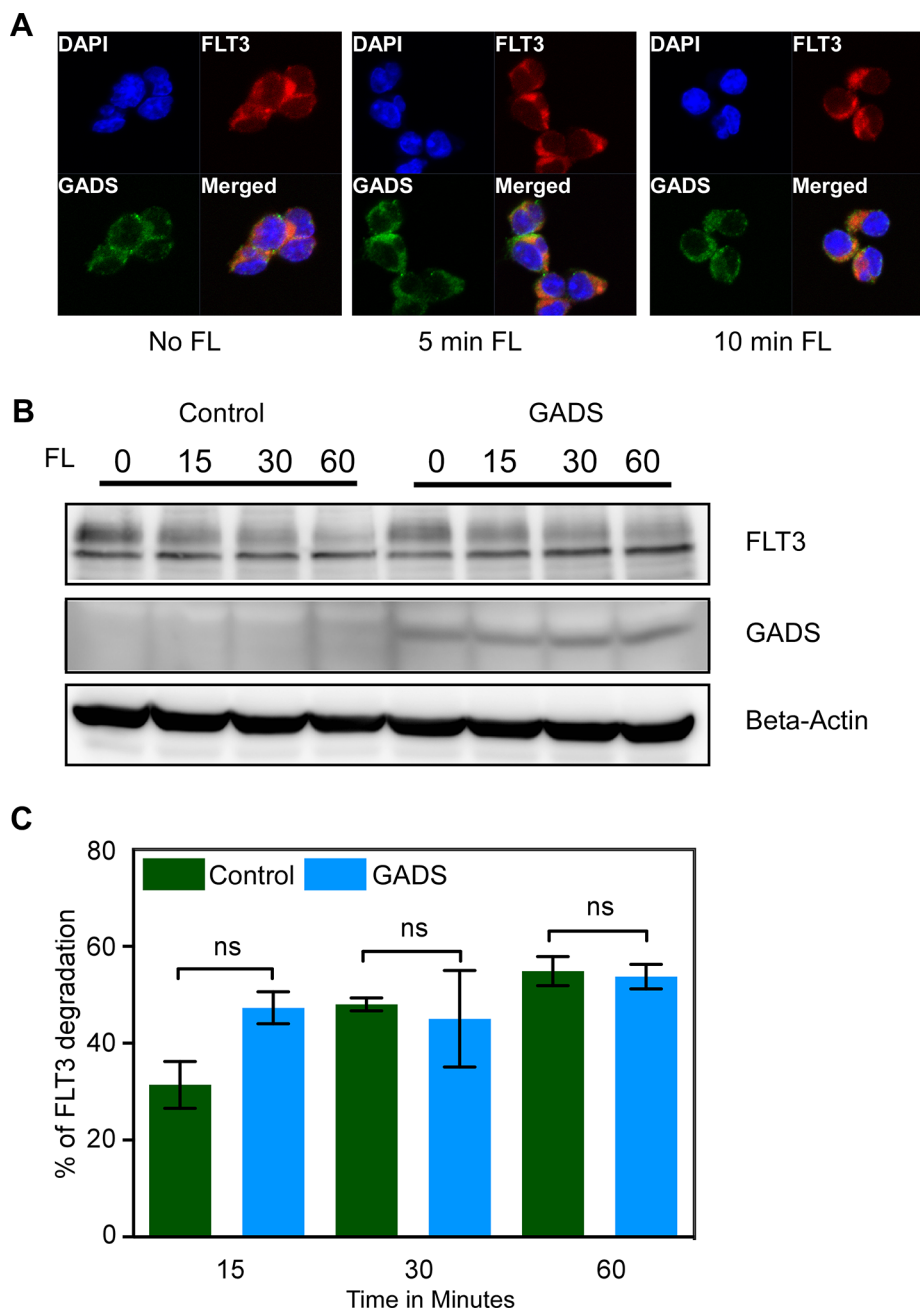 A
DAPI FLT3 DAPI FLT3 DAPI FLT3
GADS Merged GADS Merged GADS Merged
No FL 5 min FL 10 min FL
B
Control GADS
FL 0 15 30 60 0 15 30 60
FLT3
GADS
Beta-Actin
C
80
Control GADS
ns
60
ns
ns
40
20
0
% of FLT3 degradation
15 30 60
Time in Minutes